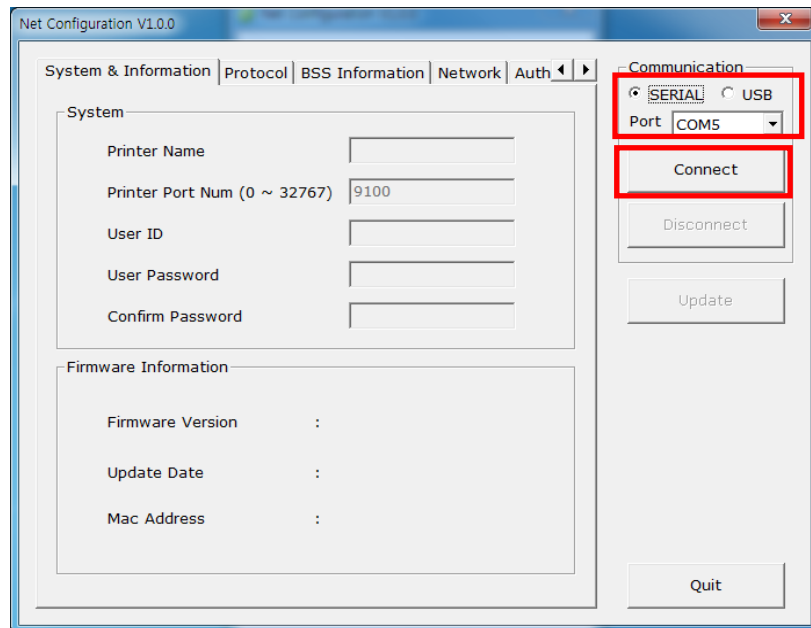 Net Configuration V1.0.0
System & Information
Protocol
BSS Information
Network
Auth
System
Printer Name
Printer Port Num (0 ~ 32767)
9100
User ID
User Password
Confirm Password
Firmware Information
Firmware Version :
Update Date :
Mac Address :
Communication
SERIAL
USB
Port
COM5
Connect
Disconnect
Update
Quit